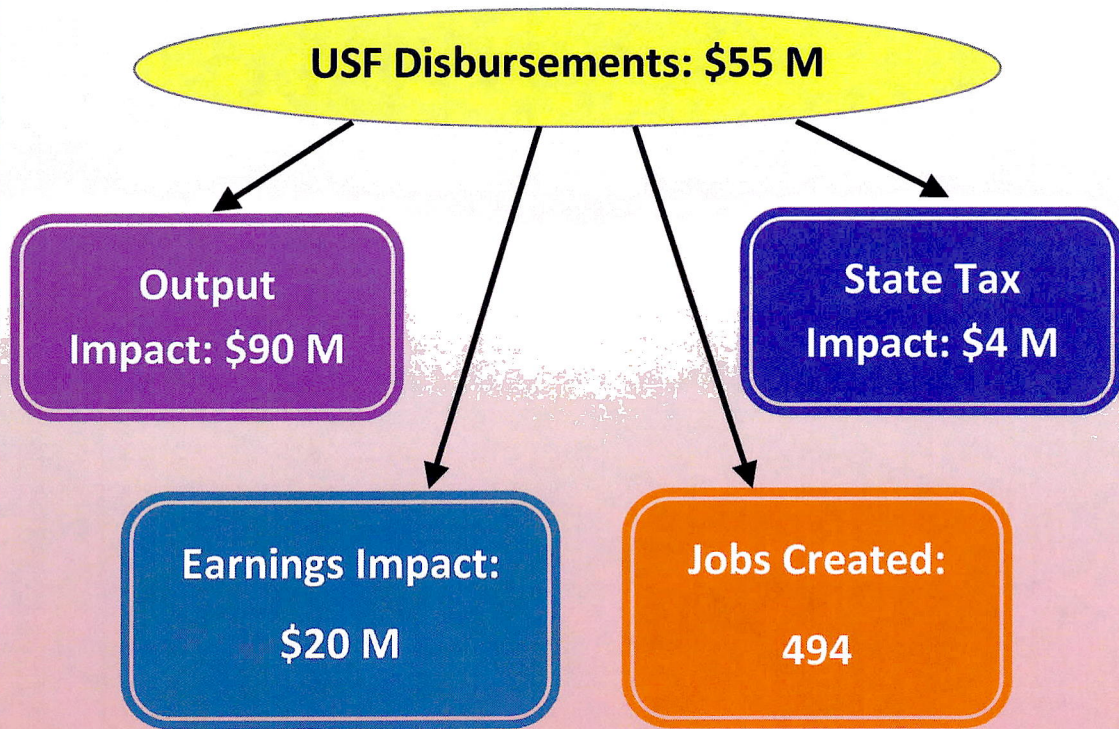 USF Disbursements: $55 M
Output
Impact: $90 M
State Tax
Impact: $4 M
Earnings Impact:
$20 M
Jobs Created:
494